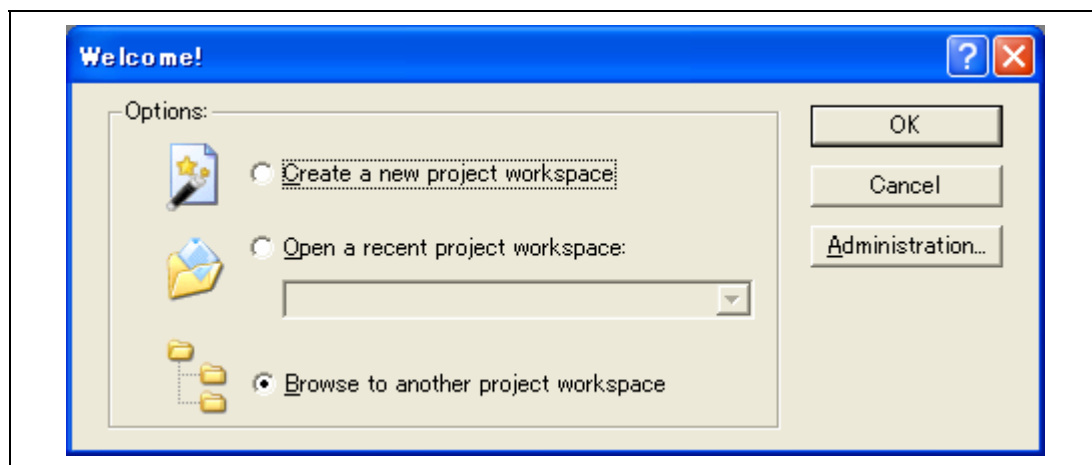 Welcome!
Options:
Create a new project workspace
Open a recent project workspace:
Browse to another project workspace
OK
Cancel
Administration...